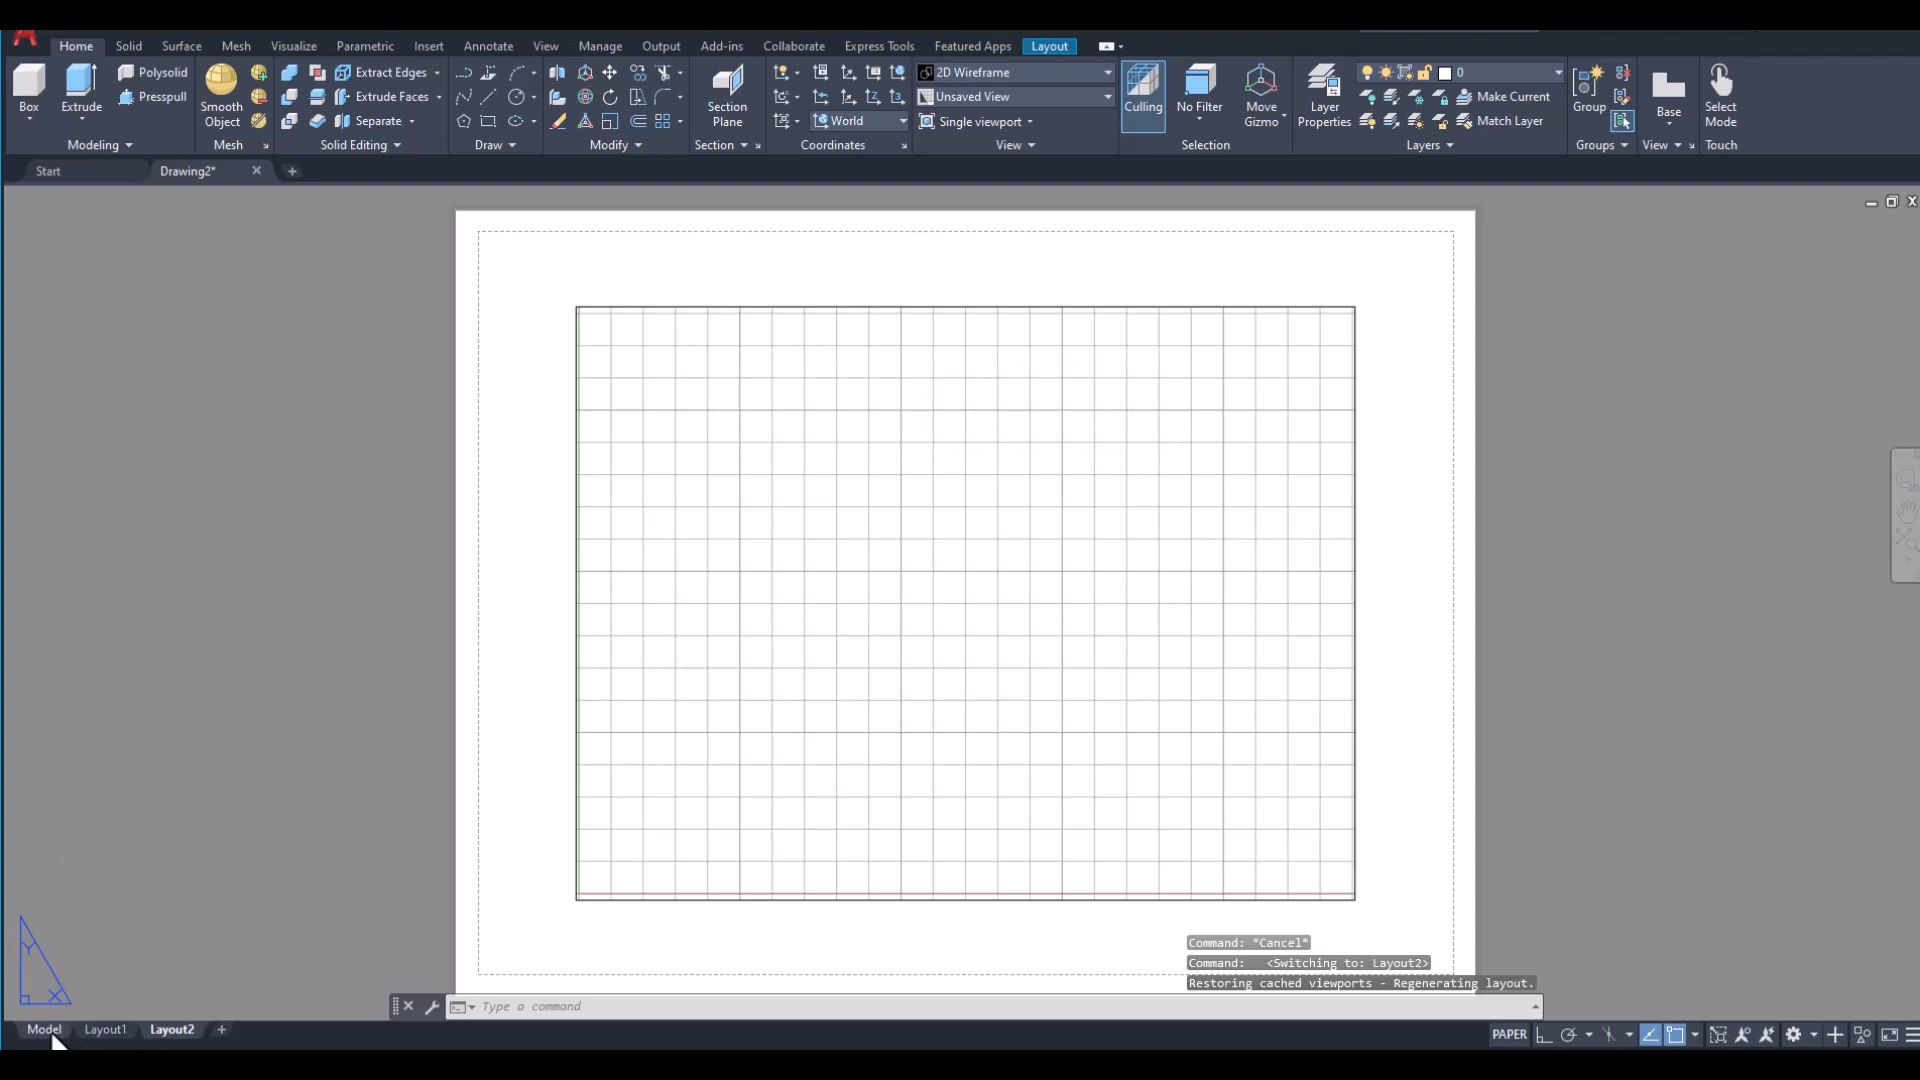 Home Solid Surface Mesh Visualize Parametric Insert Annotate View Manage Output Add-ins Collaborate Express Tools Featured Apps Layout
Polysolid Extract Edges 2D Wireframe 0
Presspull Extrude Faces Unsaved View Make Current
Box Extrude Smooth Object Separate Section Plane World Single viewport Culling No Filter Move Gizmo Layer Properties Match Layer Group Base Select Mode
Modeling Mesh Solid Editing Draw Modify Section Coordinates View Selection Layers Groups View Touch
Start Drawing2*
Y
X
Command: *Cancel*
Command: <Switching to: Layout2>
Restoring cached viewports - Regenerating layout.
Type a command
Model Layout1 Layout2 +
PAPER